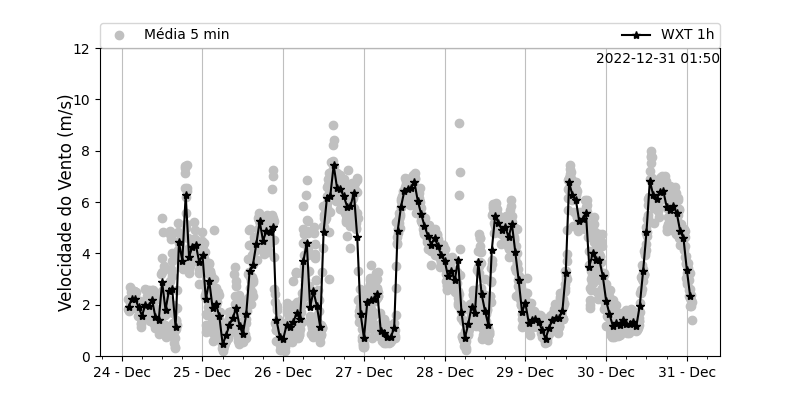 Média 5 min
WXT 1h
2022-12-31 01:50
Velocidade do Vento (m/s)
12
10
8
6
4
2
0
24 - Dec
25 - Dec
26 - Dec
27 - Dec
28 - Dec
29 - Dec
30 - Dec
31 - Dec